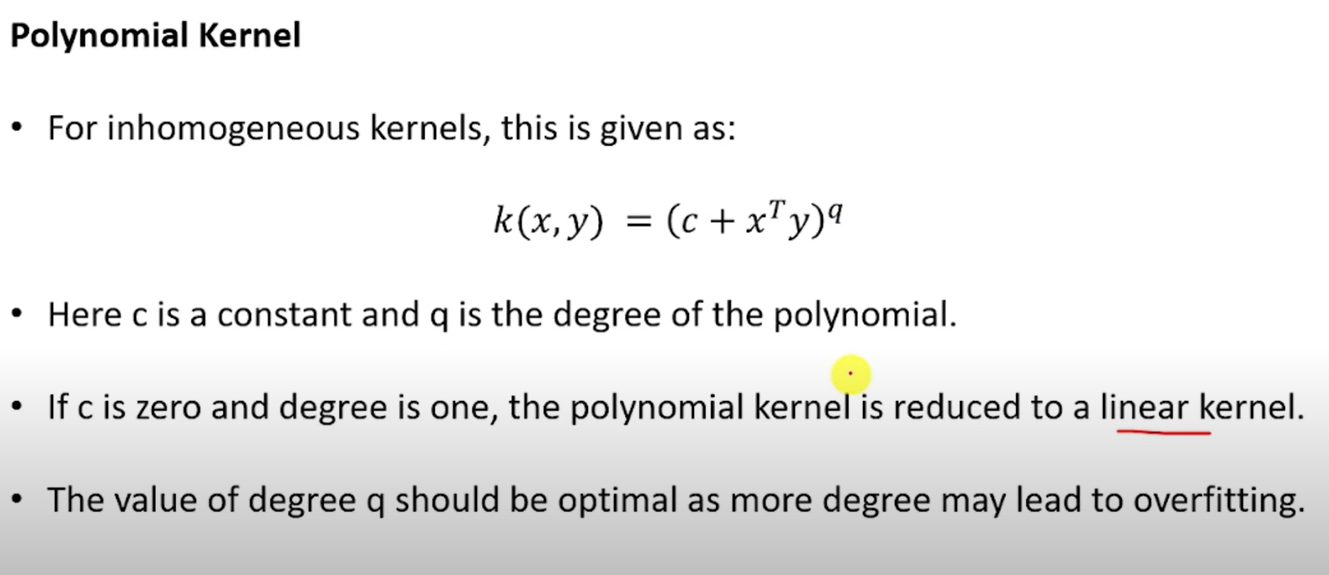 Polynomial Kernel
• For inhomogeneous kernels, this is given as:
k(x, y) = (c + xᵀy)^q
• Here c is a constant and q is the degree of the polynomial.
• If c is zero and degree is one, the polynomial kernel is reduced to a linear kernel.
• The value of degree q should be optimal as more degree may lead to overfitting.